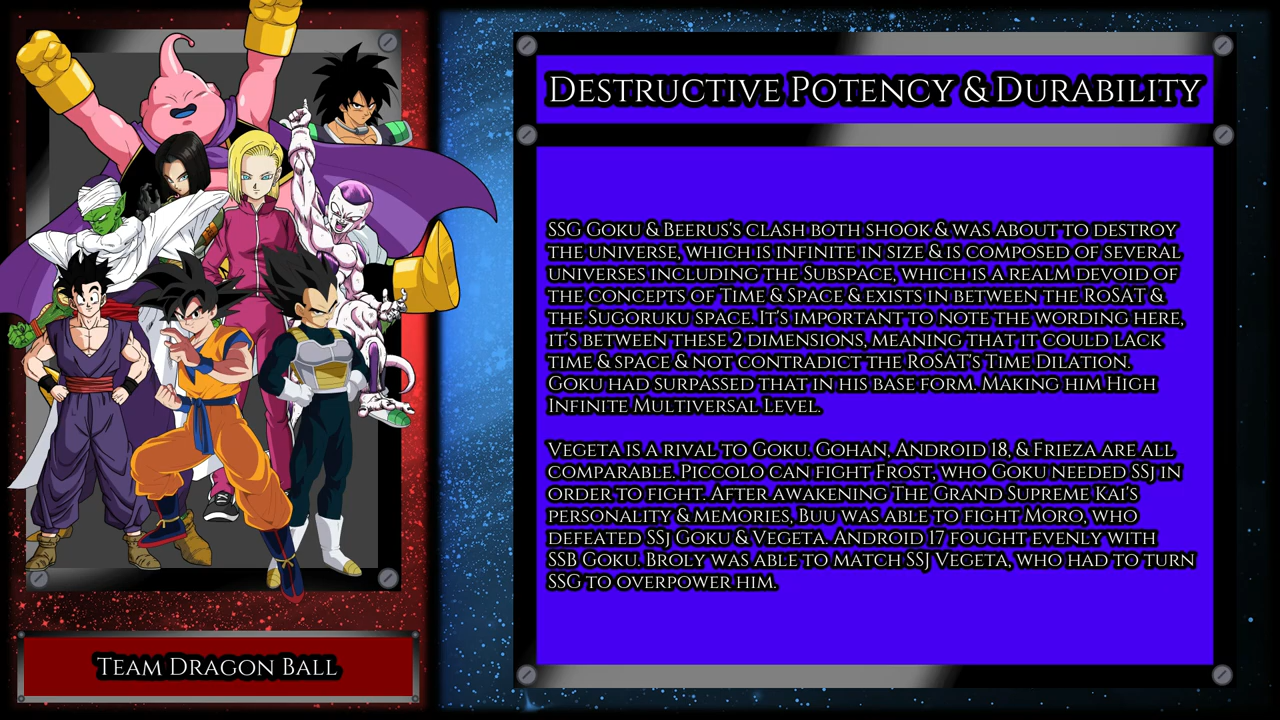 Destructive Potency & Durability
SSG Goku & Beerus's clash both shook & was about to destroy
the universe, which is infinite in size & is composed of several
universes including the Subspace, which is a realm devoid of
the concepts of Time & Space & exists in between the RoSAT &
the Sugoruku space. It's important to note the wording here,
it's between these 2 dimensions, meaning that it could lack
time & space & not contradict the RoSAT's Time Dilation.
Goku had surpassed that in his base form. Making him High
Infinite Multiversal Level.
Vegeta is a rival to Goku. Gohan, Android 18, & Frieza are all
comparable. Piccolo can fight Frost, who Goku needed SSj in
order to fight. After awakening The Grand Supreme Kai's
personality & memories, Buu was able to fight Moro, who
defeated SSj Goku & Vegeta. Android 17 fought evenly with
SSB Goku. Broly was able to match SSj Vegeta, who had to turn
SSG to overpower him.
Team Dragon Ball